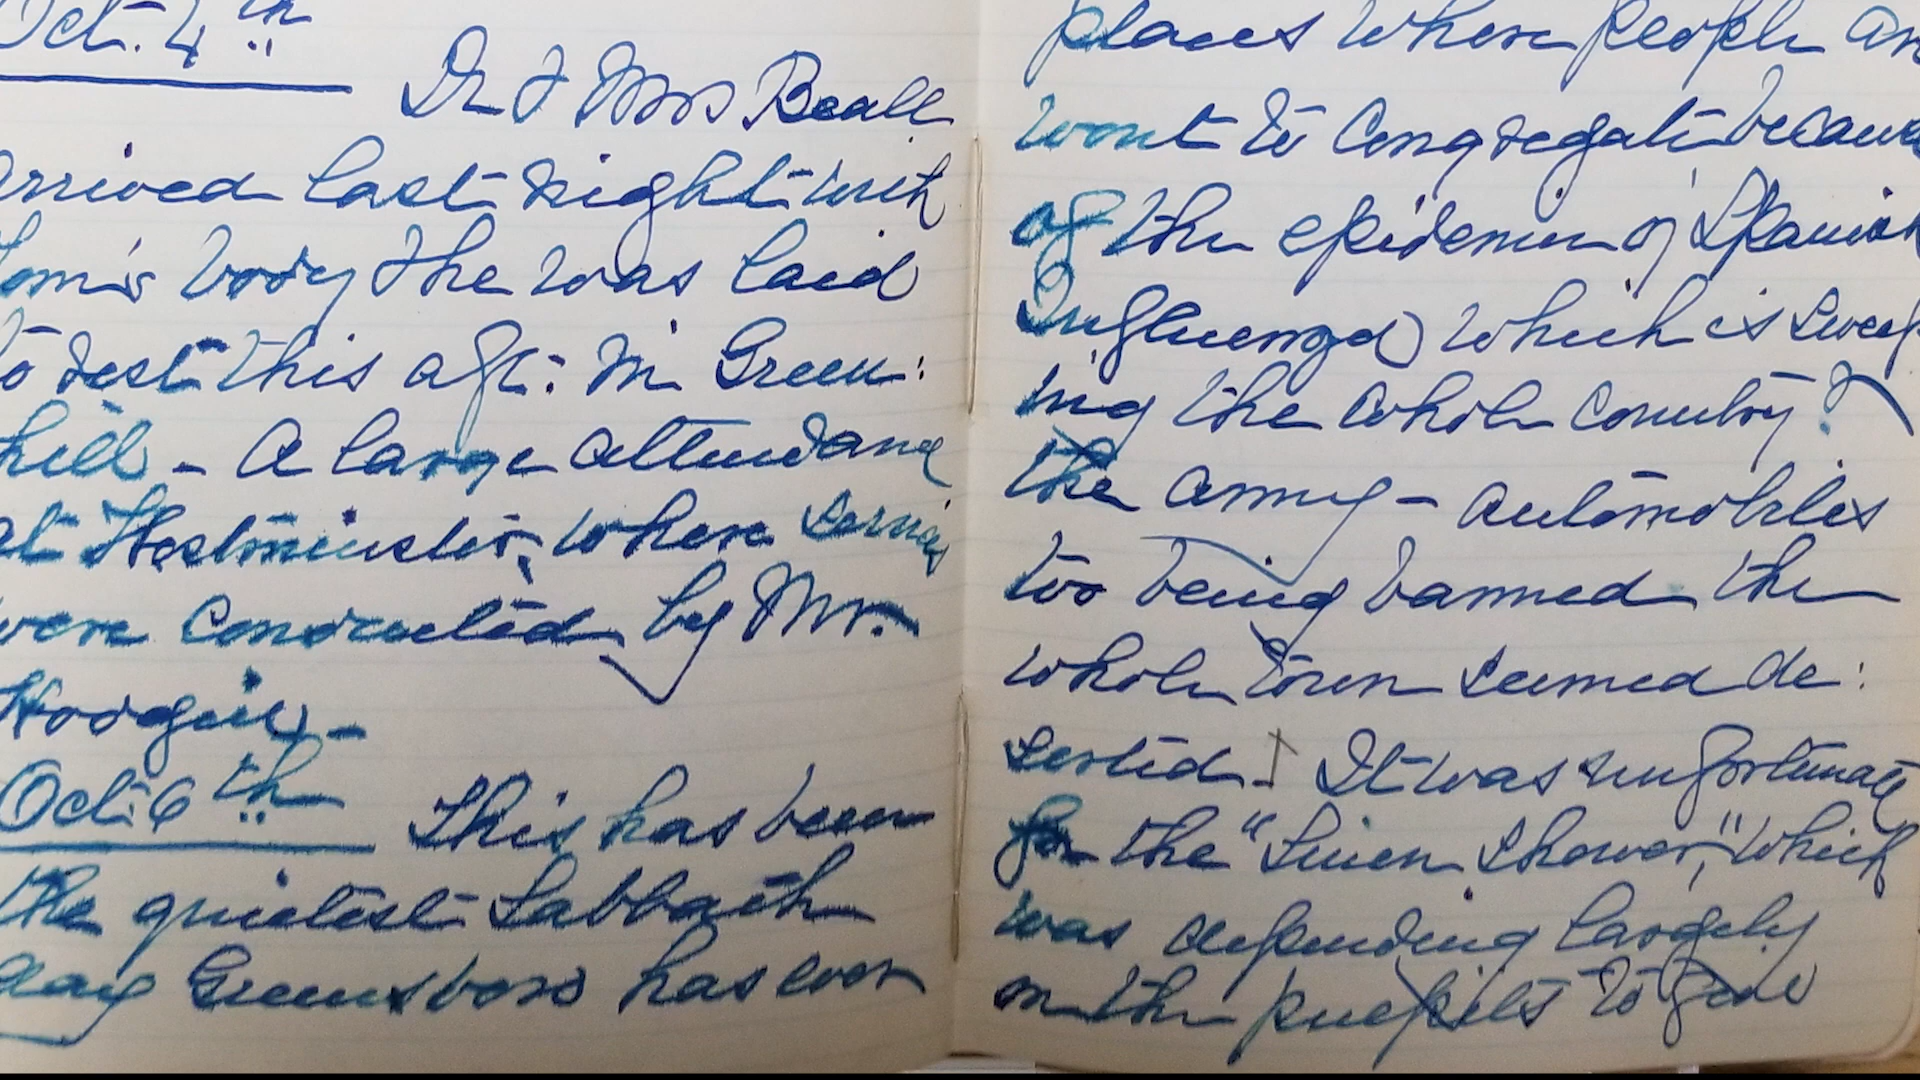 Oct. 4th
Dr & Mrs Beall
arrived last night with
Tom's body & he was laid
to rest this aft: in Green:
hill - A large attendance
at Westminster, where services
were conducted by Mr.
Hodgin, -
Oct: 6th This has been
the quietest Sabbath
day Greensboro has ever
places where people are
wont to congregate because
of the epidemic of Spanish
Influenza) which is sweep
ing the whole country &
the army - automobiles
too being banned the
whole town seemed de:
serted. It was unfortunate
for the "Linen Shower," which
was depending largely
on the pulpits to give